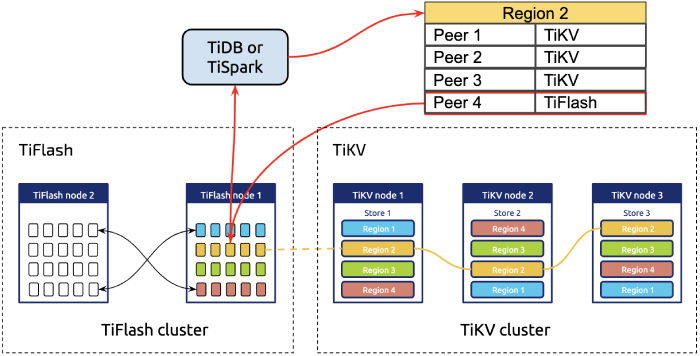 Region 2
Peer 1 TiKV
Peer 2 TiKV
Peer 3 TiKV
Peer 4 TiFlash
TiDB or
TiSpark
TiFlash
TiFlash node 2
TiFlash node 1
TiFlash cluster
TiKV
TiKV node 1
Store 1
Region 1
Region 2
Region 3
Region 4
TiKV node 2
Store 2
Region 4
Region 3
Region 2
Region 1
TiKV node 3
Store 3
Region 2
Region 3
Region 4
Region 1
TiKV cluster